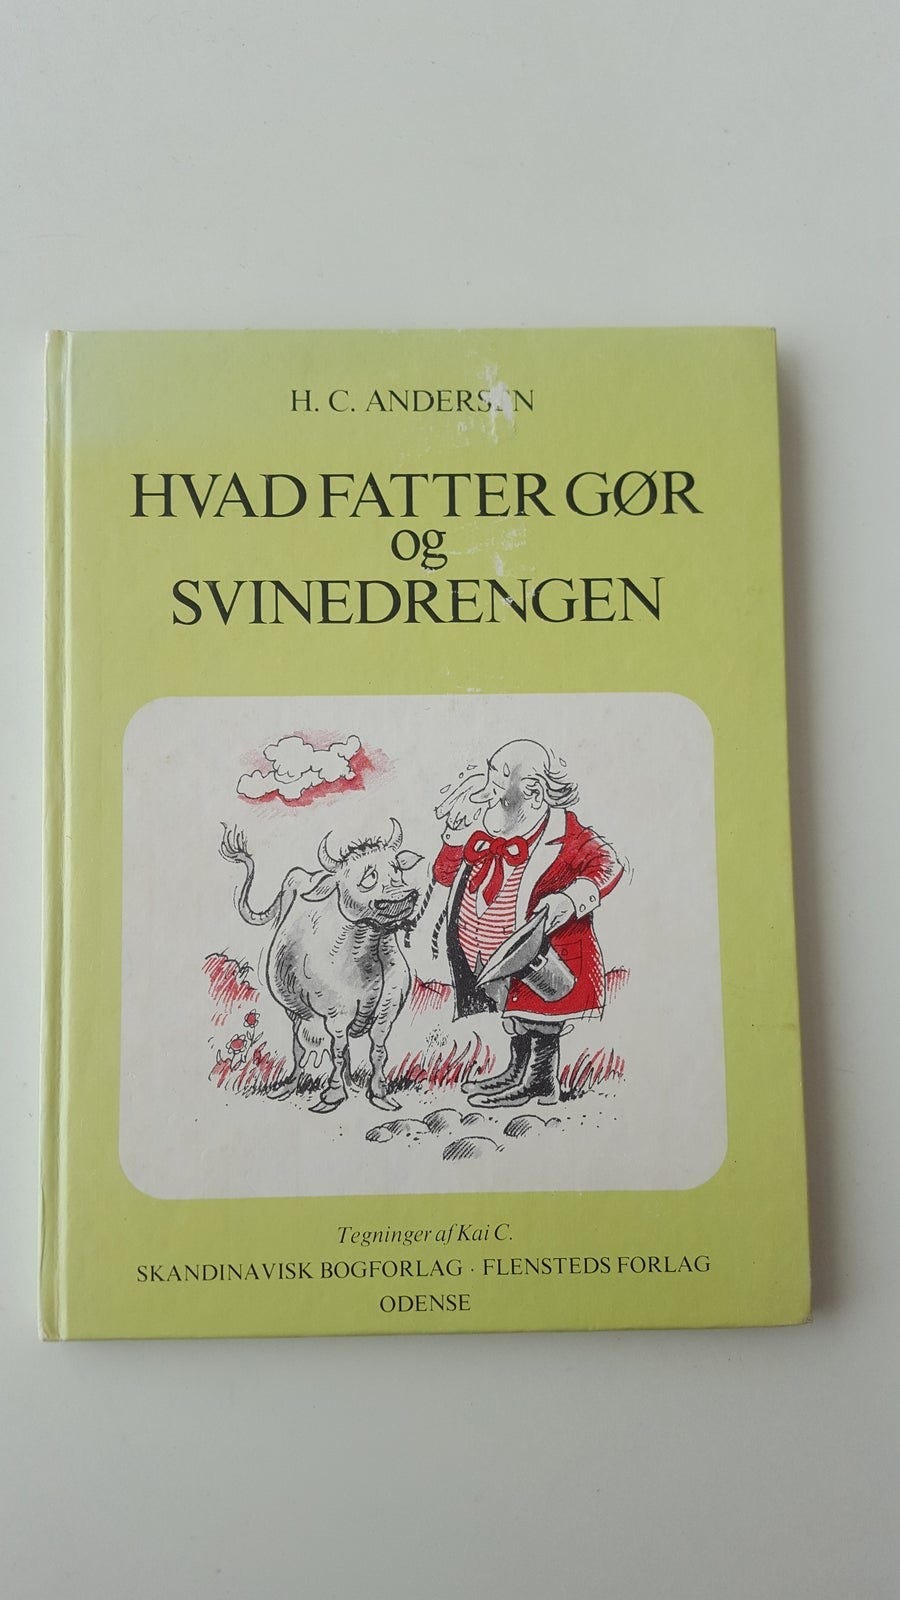 H. C. ANDERSEN
HVAD FATTER GØR
og
SVINEDRENGEN
Tegninger af Kai C.
SKANDINAVISK BOGFORLAG · FLENSTEDS FORLAG
ODENSE